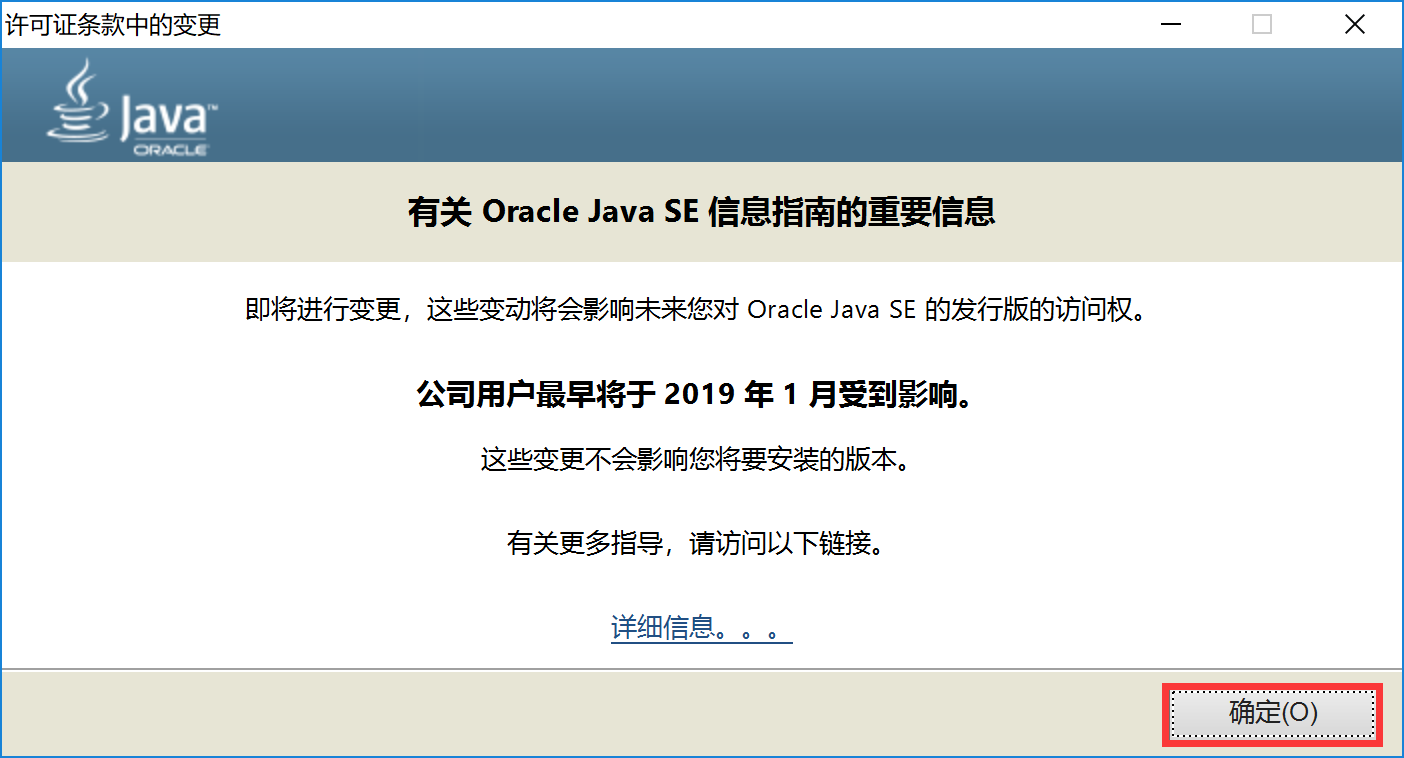 许可证条款中的变更
Java™
ORACLE
有关 Oracle Java SE 信息指南的重要信息
即将进行变更，这些变动将会影响未来您对 Oracle Java SE 的发行版的访问权。
公司用户最早将于 2019 年 1 月受到影响。
这些变更不会影响您将要安装的版本。
有关更多指导，请访问以下链接。
详细信息。。。
确定(O)